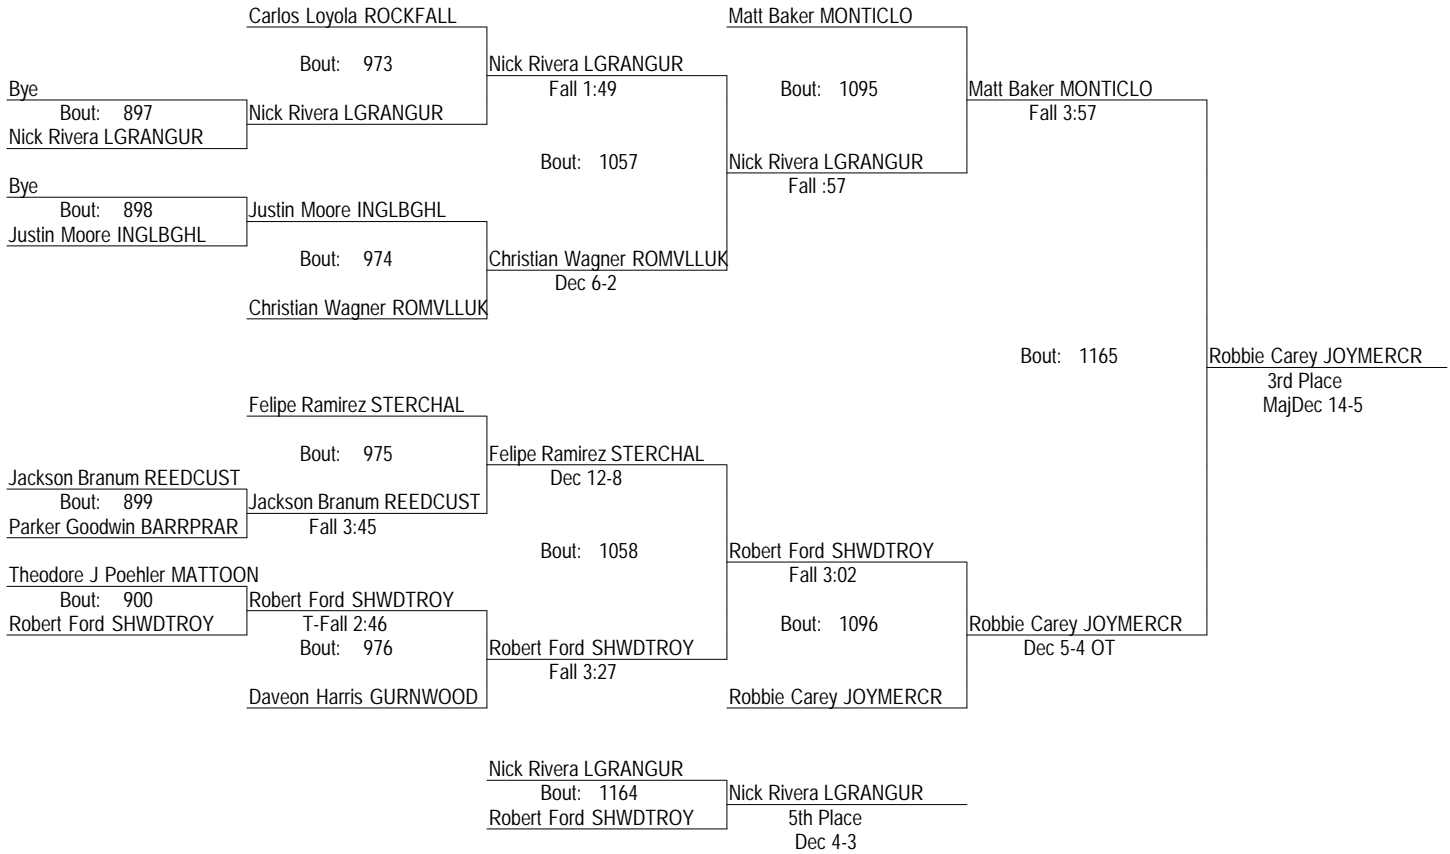 Carlos Loyola ROCKFALL
Matt Baker MONTICLO
Bout: 973
Nick Rivera LGRANGUR
Fall 1:49
Bye
Bout: 897
Nick Rivera LGRANGUR
Nick Rivera LGRANGUR
Bout: 1095
Matt Baker MONTICLO
Fall 3:57
Bout: 1057
Nick Rivera LGRANGUR
Fall :57
Bye
Bout: 898
Justin Moore INGLBGHL
Justin Moore INGLBGHL
Bout: 974
Christian Wagner ROMVLLUK
Dec 6-2
Christian Wagner ROMVLLUK
Bout: 1165
Robbie Carey JOYMERCR
3rd Place
MajDec 14-5
Felipe Ramirez STERCHAL
Bout: 975
Felipe Ramirez STERCHAL
Dec 12-8
Jackson Branum REEDCUST
Bout: 899
Parker Goodwin BARRPRAR
Jackson Branum REEDCUST
Fall 3:45
Bout: 1058
Robert Ford SHWDTROY
Fall 3:02
Theodore J Poehler MATTOON
Bout: 900
Robert Ford SHWDTROY
Robert Ford SHWDTROY
T-Fall 2:46
Bout: 976
Robert Ford SHWDTROY
Fall 3:27
Daveon Harris GURNWOOD
Bout: 1096
Robbie Carey JOYMERCR
Dec 5-4 OT
Robbie Carey JOYMERCR
Nick Rivera LGRANGUR
Bout: 1164
Robert Ford SHWDTROY
Nick Rivera LGRANGUR
5th Place
Dec 4-3